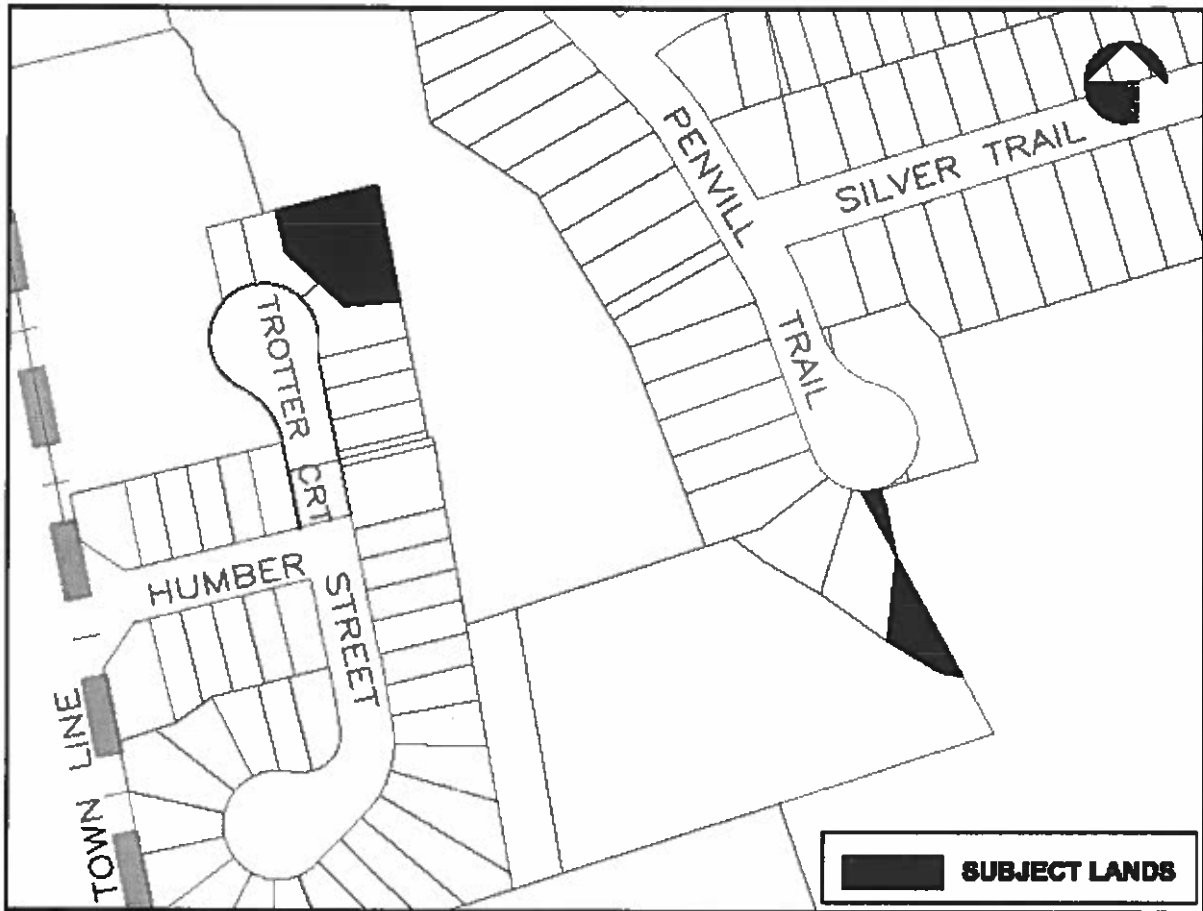 PENVILL
TRAIL
SILVER TRAIL
TROTTER CRT
HUMBER
STREET
TOWN LINE
SUBJECT LANDS